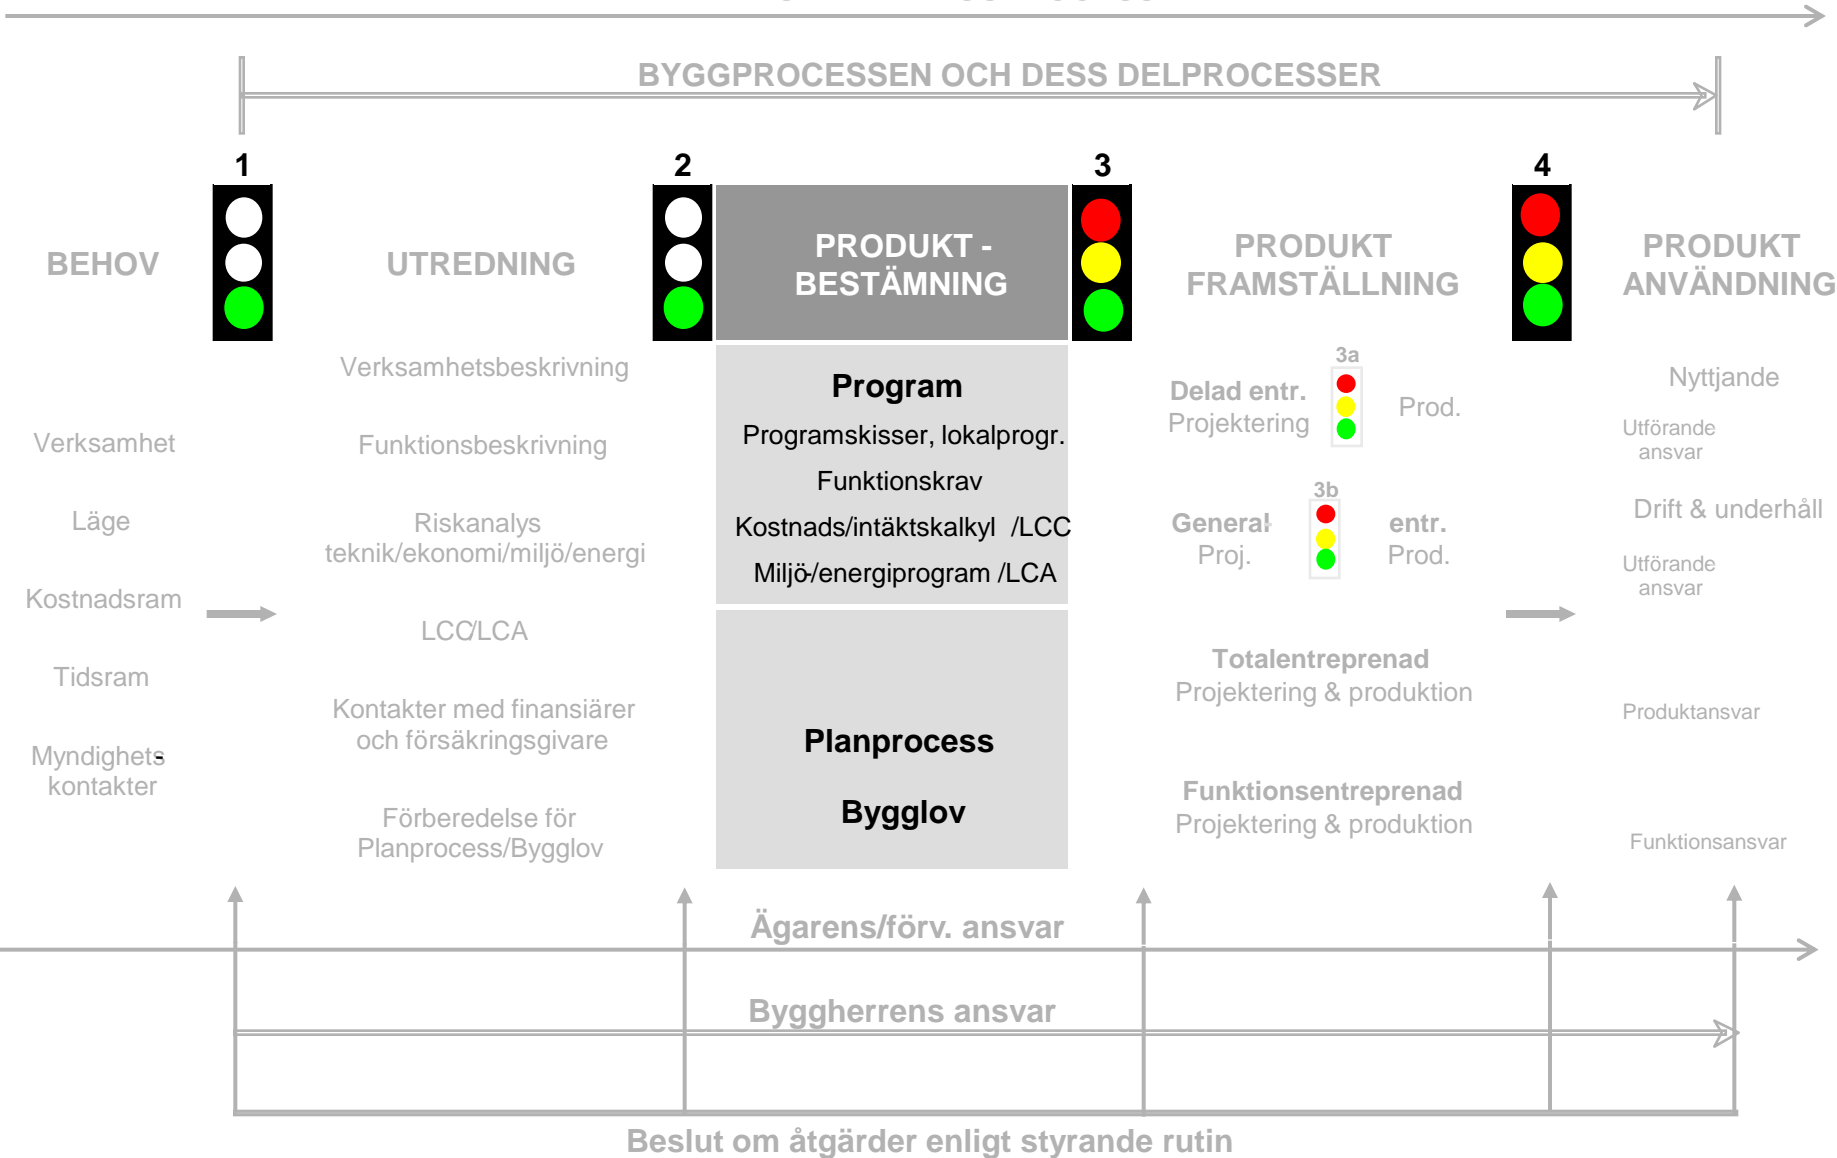 BYGGPROCESSEN OCH DESS DELPROCESSER
1
2
3
4
BEHOV
UTREDNING
PRODUKT -
BESTÄMNING
PRODUKT
FRAMSTÄLLNING
PRODUKT
ANVÄNDNING
Verksamhet
Läge
Kostnadsram
Tidsram
Myndighets-
kontakter
Verksamhetsbeskrivning
Funktionsbeskrivning
Riskanalys
teknik/ekonomi/miljö/energi
LCC/LCA
Kontakter med finansiärer
och försäkringsgivare
Förberedelse för
Planprocess/Bygglov
Program
Programskisser, lokalprogr.
Funktionskrav
Kostnads/intäktskalkyl /LCC
Miljö-/energiprogram /LCA
Planprocess
Bygglov
3a
Delad entr.
Projektering Prod.
3b
General- entr.
Proj. Prod.
Totalentreprenad
Projektering & produktion
Funktionsentreprenad
Projektering & produktion
Nyttjande
Utförande
ansvar
Drift & underhåll
Utförande
ansvar
Produktansvar
Funktionsansvar
Ägarens/förv. ansvar
Byggherrens ansvar
Beslut om åtgärder enligt styrande rutin